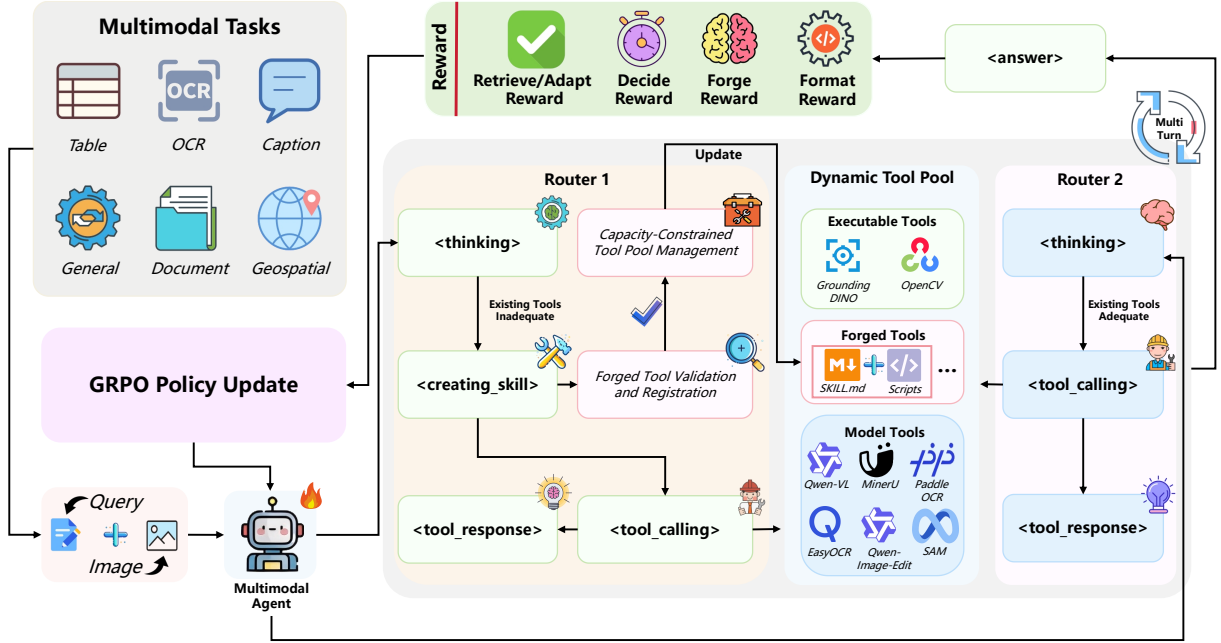 Multimodal Tasks
Table
OCR
OCR
Caption
General
Document
Geospatial
GRPO Policy Update
Query
Image
Multimodal
Agent
Reward
Retrieve/Adapt
Reward
Decide
Reward
Forge
Reward
Format
Reward
<answer>
Multi
Turn
Router 1
<thinking>
Existing Tools
Inadequate
<creating_skill>
<tool_response>
<tool_calling>
Capacity-Constrained
Tool Pool Management
Forged Tool Validation
and Registration
Update
Dynamic Tool Pool
Executable Tools
Grounding
DINO
OpenCV
Forged Tools
M
SKILL.md
Scripts
...
Model Tools
Qwen-VL
MinerU
Paddle
OCR
EasyOCR
Qwen-
Image-Edit
SAM
Router 2
<thinking>
Existing Tools
Adequate
<tool_calling>
<tool_response>